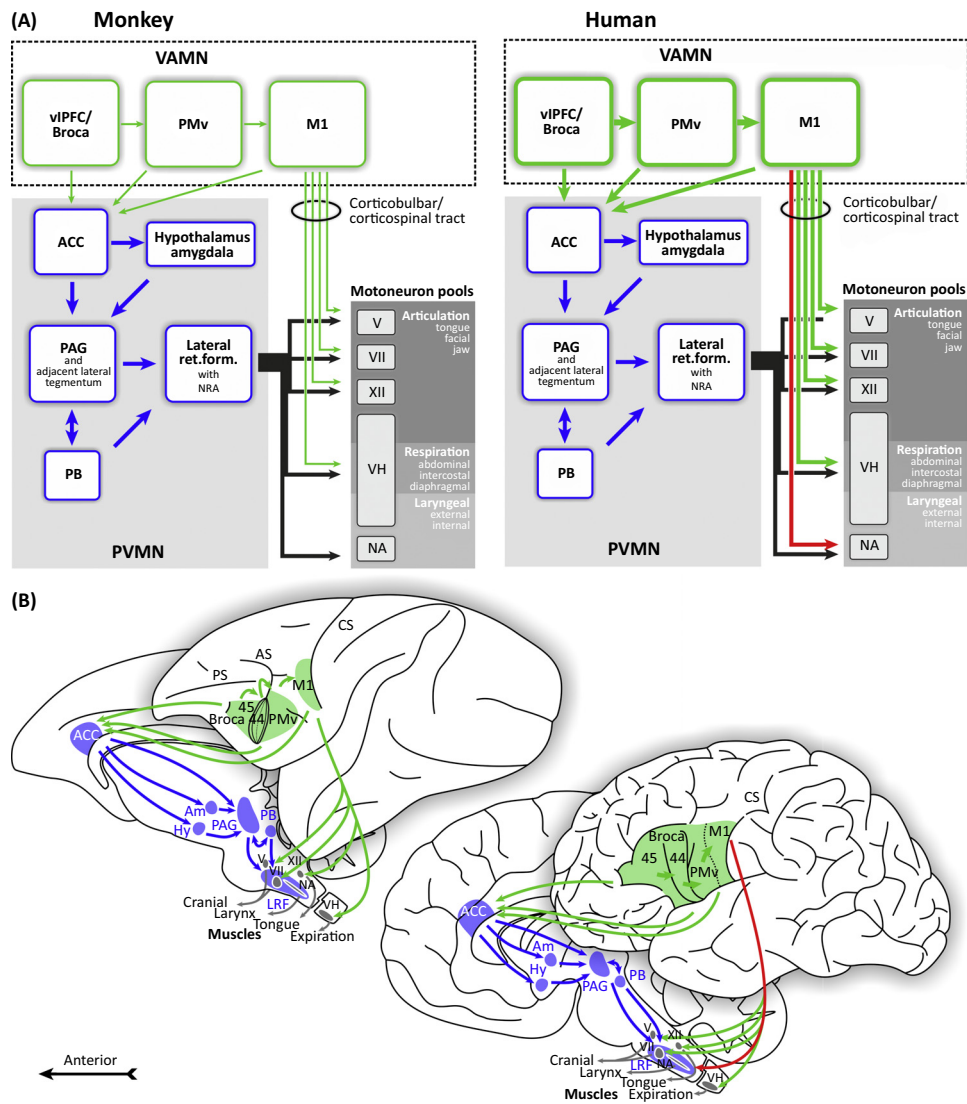 (A)
Monkey
VAMN
vlPFC/
Broca
PMv
M1
Corticobulbar/
corticospinal tract
ACC
Hypothalamus
amygdala
PAG
and
adjacent lateral
tegmentum
Lateral
ret.form.
with
NRA
PB
PVMN
Motoneuron pools
Articulation
tongue
facial
jaw
V
VII
XII
VH
Respiration
abdominal
intercostal
diaphragmal
Laryngeal
external
internal
NA
Human
VAMN
vlPFC/
Broca
PMv
M1
Corticobulbar/
corticospinal tract
ACC
Hypothalamus
amygdala
PAG
and
adjacent lateral
tegmentum
Lateral
ret.form.
with
NRA
PB
PVMN
Motoneuron pools
Articulation
tongue
facial
jaw
V
VII
XII
VH
Respiration
abdominal
intercostal
diaphragmal
Laryngeal
external
internal
NA
(B)
CS
AS
PS
M1
45
Broca 44 PMv
ACC
Am
Hy
PAG
PB
V
XII
VII
NA
LRF
VH
Cranial
Larynx
Tongue
Muscles
Expiration
CS
Broca
M1
45
44
PMv
ACC
Am
Hy
PAG
PB
V
XII
VII
LRF
NA
VH
Cranial
Larynx
Tongue
Muscles
Expiration
Anterior